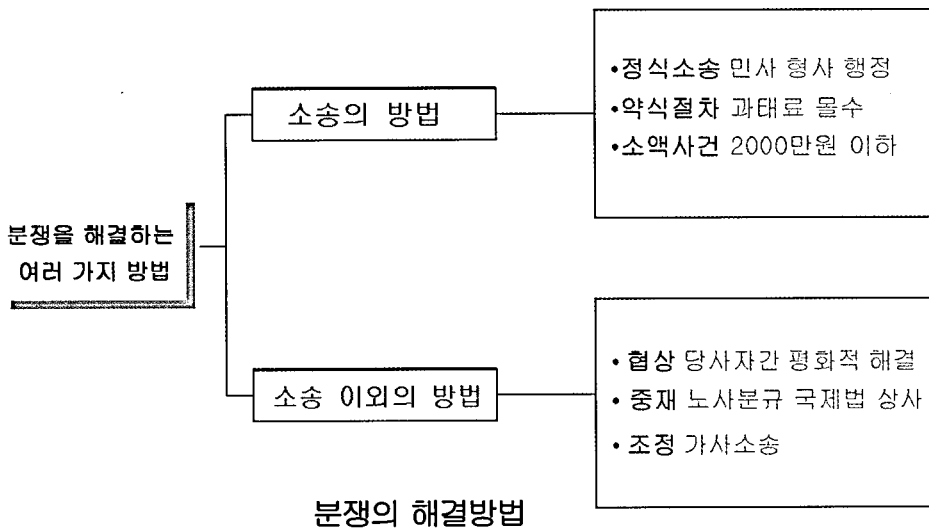 분쟁을 해결하는
여러 가지 방법
소송의 방법
•정식소송 민사 형사 행정
•약식절차 과태료 몰수
•소액사건 2000만원 이하
소송 이외의 방법
• 협상 당사자간 평화적 해결
• 중재 노사분규 국제법 상사
• 조정 가사소송
분쟁의 해결방법